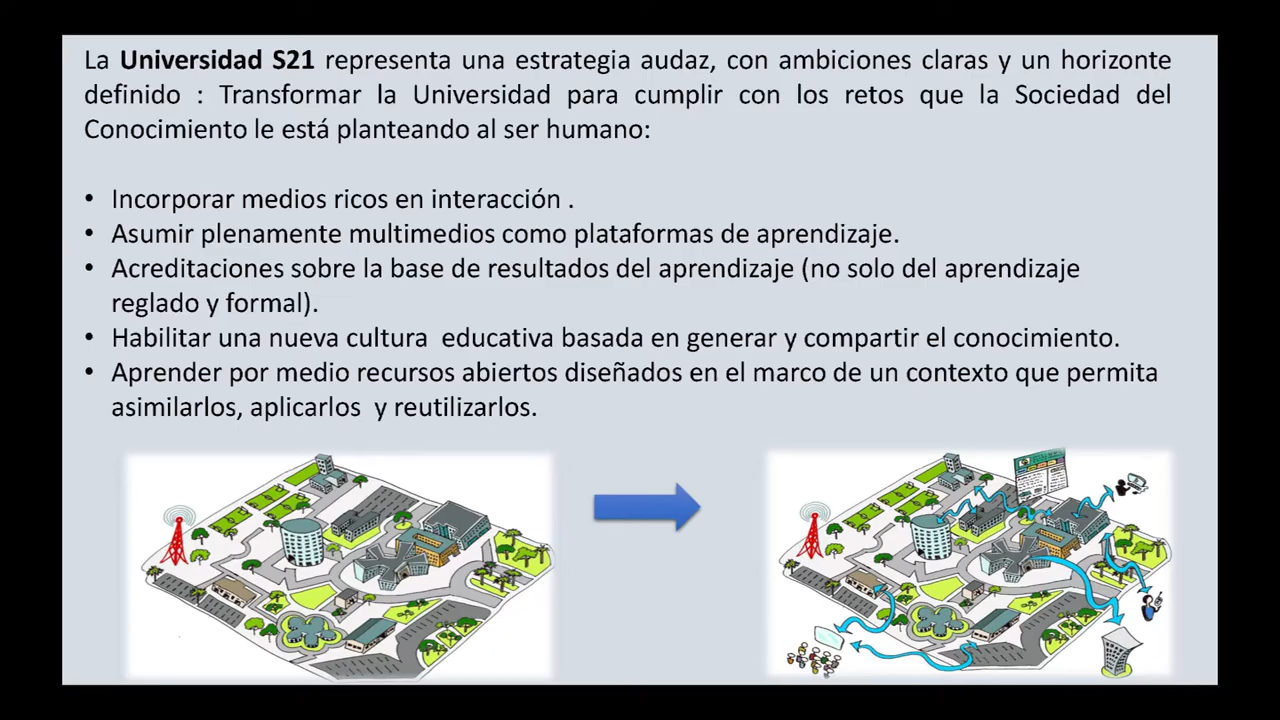 La Universidad S21 representa una estrategia audaz, con ambiciones claras y un horizonte
definido : Transformar la Universidad para cumplir con los retos que la Sociedad del
Conocimiento le está planteando al ser humano:
• Incorporar medios ricos en interacción .
• Asumir plenamente multimedios como plataformas de aprendizaje.
• Acreditaciones sobre la base de resultados del aprendizaje (no solo del aprendizaje
reglado y formal).
• Habilitar una nueva cultura educativa basada en generar y compartir el conocimiento.
• Aprender por medio recursos abiertos diseñados en el marco de un contexto que permita
asimilarlos, aplicarlos y reutilizarlos.